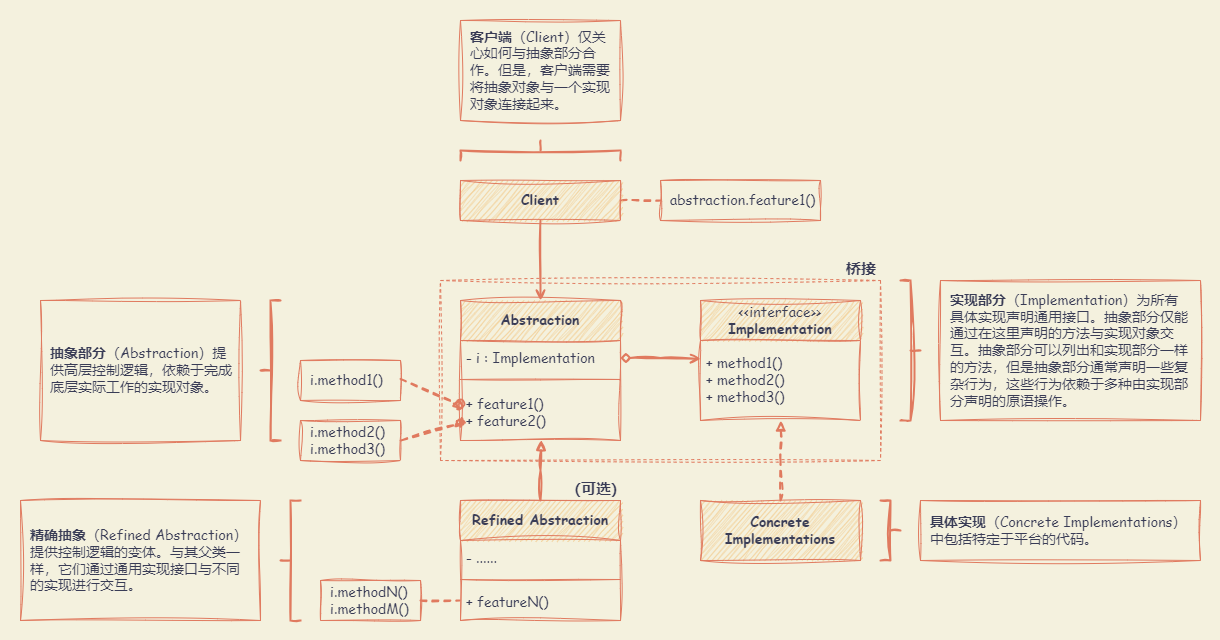 客户端（Client）仅关
心如何与抽象部分合
作。但是，客户端需要
将抽象对象与一个实现
对象连接起来。
Client
abstraction.feature1()
桥接
抽象部分（Abstraction）提
供高层控制逻辑，依赖于完成
底层实际工作的实现对象。
i.method1()
i.method2()
i.method3()
Abstraction
- i : Implementation
+ feature1()
+ feature2()
<<interface>>
Implementation
+ method1()
+ method2()
+ method3()
实现部分（Implementation）为所有
具体实现声明通用接口。抽象部分仅能
通过在这里声明的方法与实现对象交
互。抽象部分可以列出和实现部分一样
的方法，但是抽象部分通常声明一些复
杂行为，这些行为依赖于多种由实现部
分声明的原语操作。
(可选)
精确抽象（Refined Abstraction）
提供控制逻辑的变体。与其父类一
样，它们通过通用实现接口与不同
的实现进行交互。
i.methodN()
i.methodM()
Refined Abstraction
- ......
+ featureN()
Concrete
Implementations
具体实现（Concrete Implementations）
中包括特定于平台的代码。